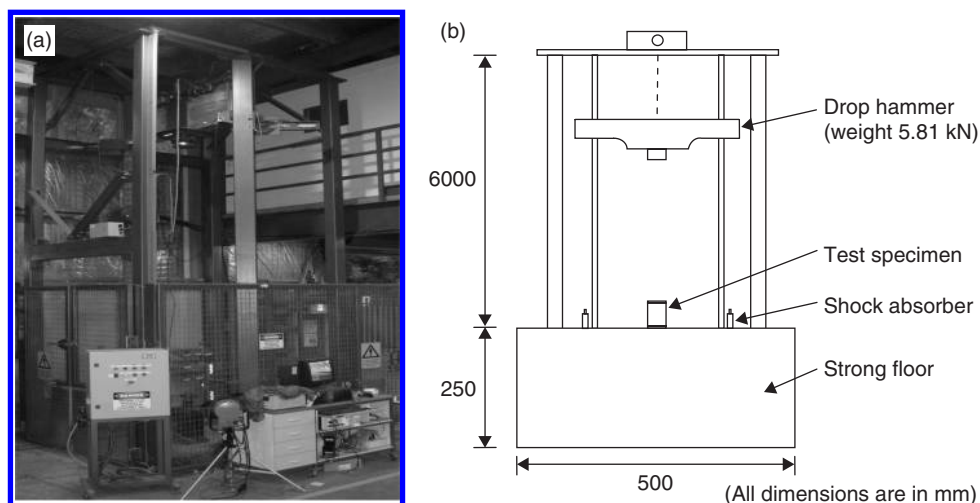 (a)
(b)
Drop hammer
(weight 5.81 kN)
6000
Test specimen
Shock absorber
250
Strong floor
500
(All dimensions are in mm)